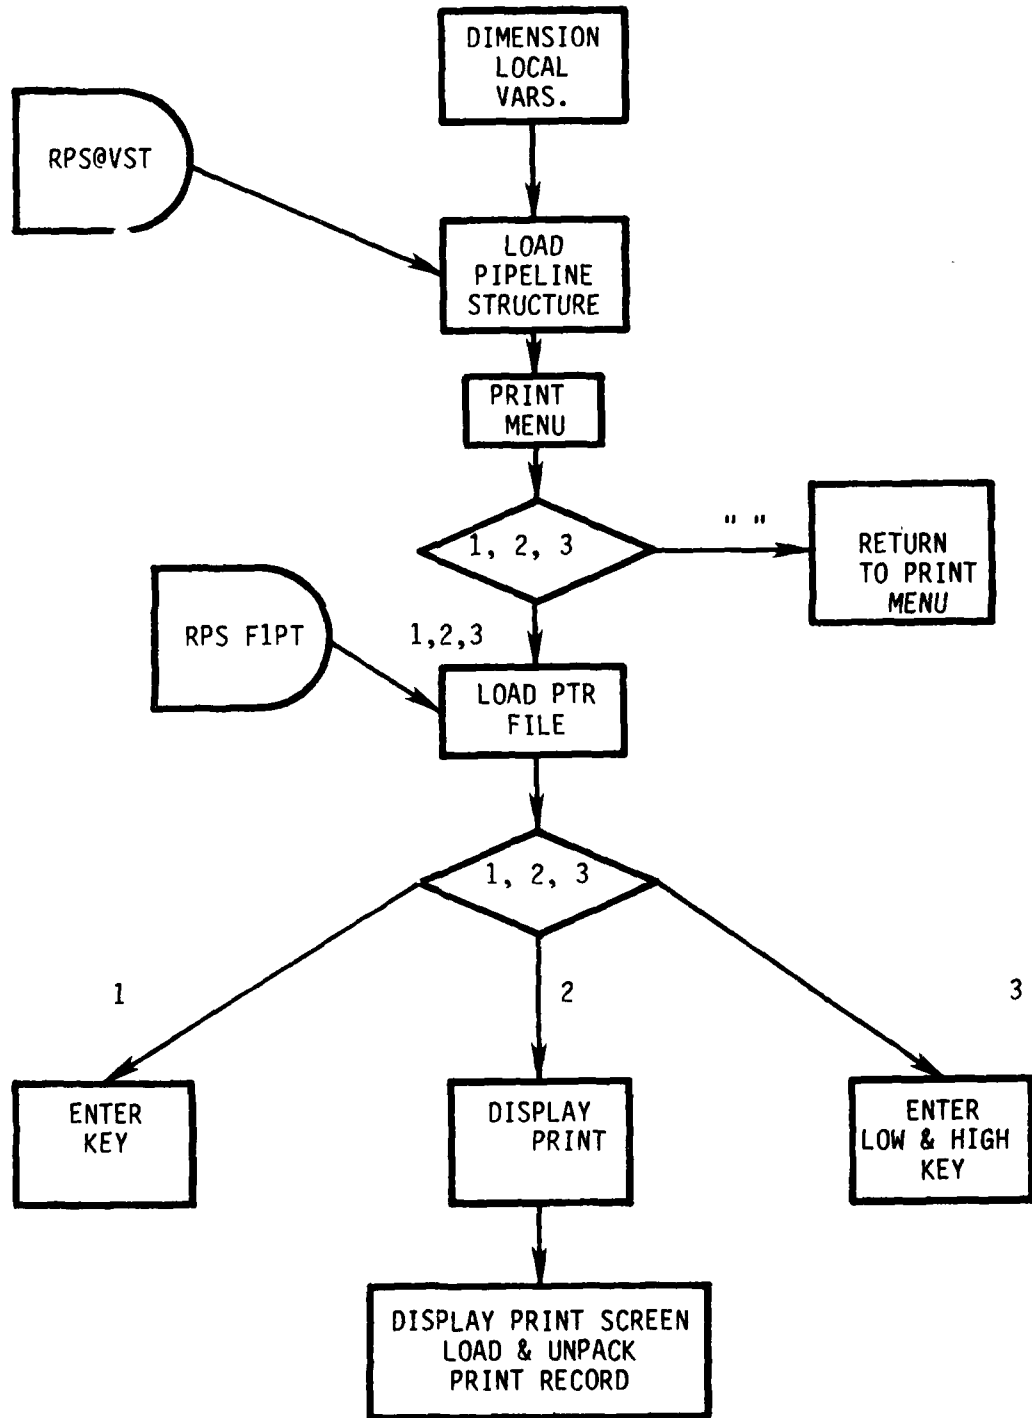 DIMENSION
LOCAL
VARS.
RPS@VST
LOAD
PIPELINE
STRUCTURE
PRINT
MENU
1, 2, 3
" "
RETURN
TO PRINT
MENU
RPS F1PT
1,2,3
LOAD PTR
FILE
1, 2, 3
1
2
3
ENTER
KEY
DISPLAY
PRINT
ENTER
LOW & HIGH
KEY
DISPLAY PRINT SCREEN
LOAD & UNPACK
PRINT RECORD